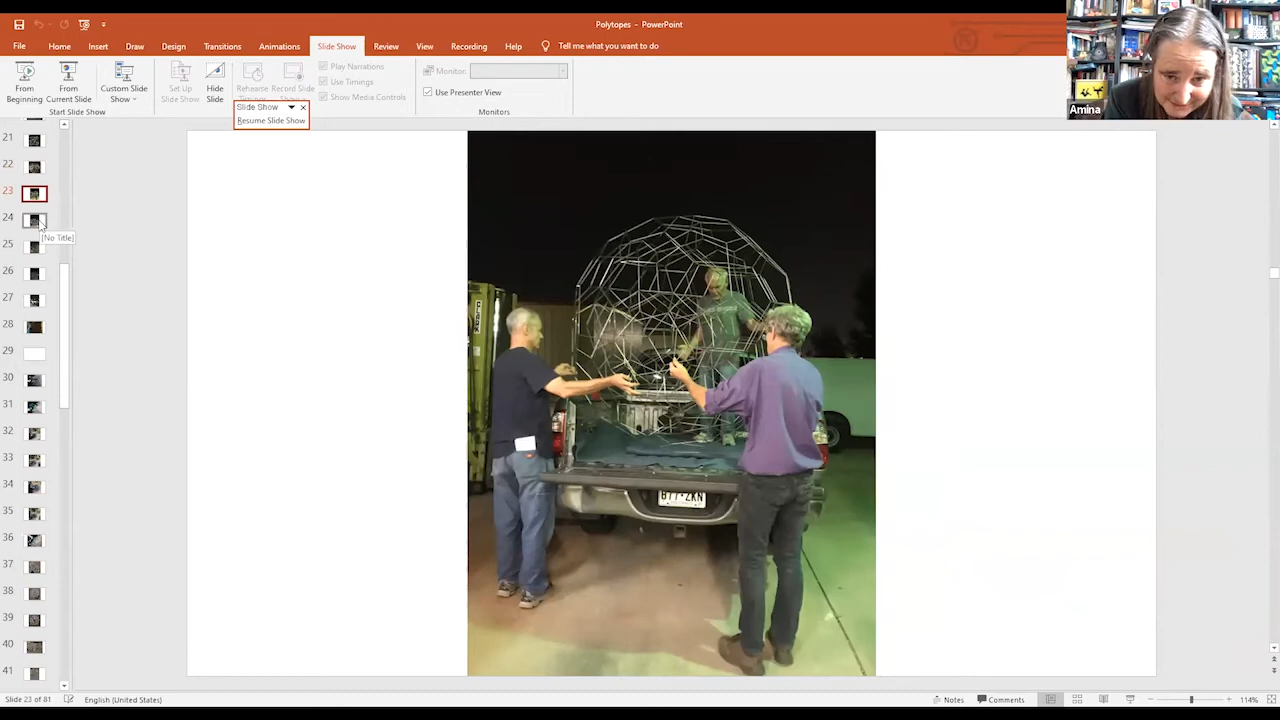 Polytopes - PowerPoint
File Home Insert Draw Design Transitions Animations Slide Show Review View Recording Help Tell me what you want to do
From Beginning
From Current Slide
Custom Slide Show
Set Up Slide Show
Hide Slide
Rehearse
Record Slide
Play Narrations
Use Timings
Show Media Controls
Monitor:
Use Presenter View
Start Slide Show
Monitors
Slide Show
Resume Slide Show
Amina
21
22
23
24
[No Title]
25
26
27
28
29
30
31
32
33
34
35
36
37
38
39
40
41
CLARK
Slide 23 of 81 English (United States) Notes Comments 114%